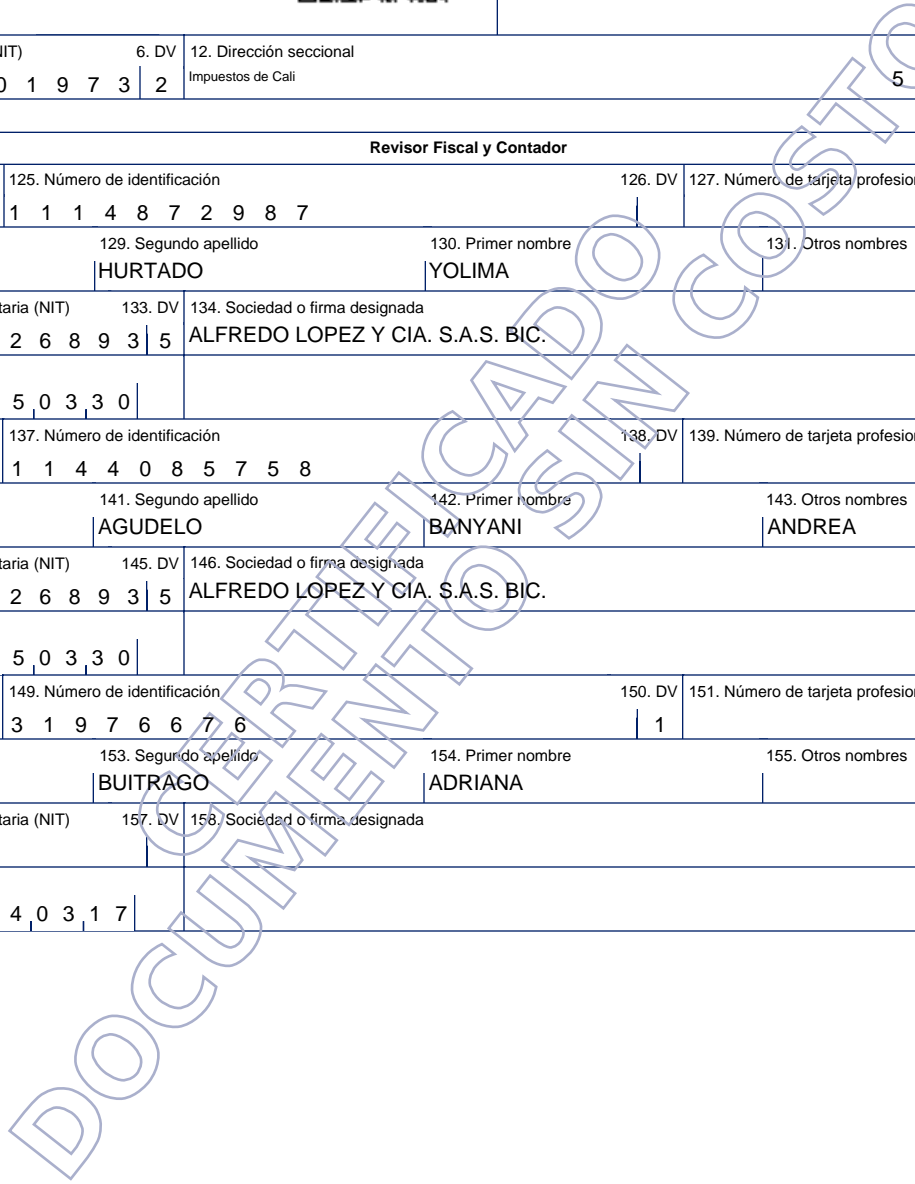 NIT) 6. DV 12. Dirección seccional
0 1 9 7 3 2 Impuestos de Cali 5
Revisor Fiscal y Contador
125. Número de identificación 126. DV 127. Número de tarjeta profesion
1 1 1 4 8 7 2 9 8 7
129. Segundo apellido 130. Primer nombre 131. Otros nombres
HURTADO YOLIMA
taria (NIT) 133. DV 134. Sociedad o firma designada
2 6 8 9 3 5 ALFREDO LOPEZ Y CIA. S.A.S. BIC.
5 0 3 3 0
137. Número de identificación 138. DV 139. Número de tarjeta profesion
1 1 4 4 0 8 5 7 5 8
141. Segundo apellido 142. Primer nombre 143. Otros nombres
AGUDELO BANYANI ANDREA
taria (NIT) 145. DV 146. Sociedad o firma designada
2 6 8 9 3 5 ALFREDO LOPEZ Y CIA. S.A.S. BIC.
5 0 3 3 0
149. Número de identificación 150. DV 151. Número de tarjeta profesion
3 1 9 7 6 6 7 6 1
153. Segundo apellido 154. Primer nombre 155. Otros nombres
BUITRAGO ADRIANA
taria (NIT) 157. DV 158. Sociedad o firma designada
4 0 3 1 7
CERTIFICADO
DOCUMENTO SIN COSTO